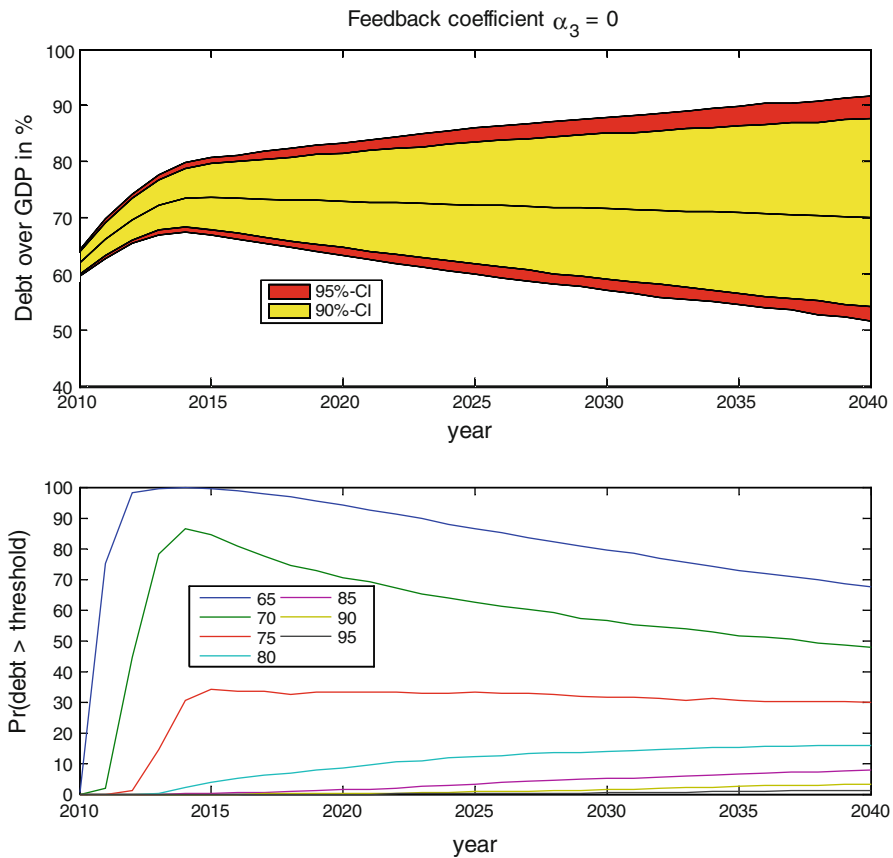 Feedback coefficient α₃ = 0
Debt over GDP in %
100
90
80
70
60
50
40
95%-CI
90%-CI
2010 2015 2020 2025 2030 2035 2040
year
Pr(debt > threshold)
100
90
80
70
60
50
40
30
20
10
0
65 85
70 90
75 95
80
2010 2015 2020 2025 2030 2035 2040
year